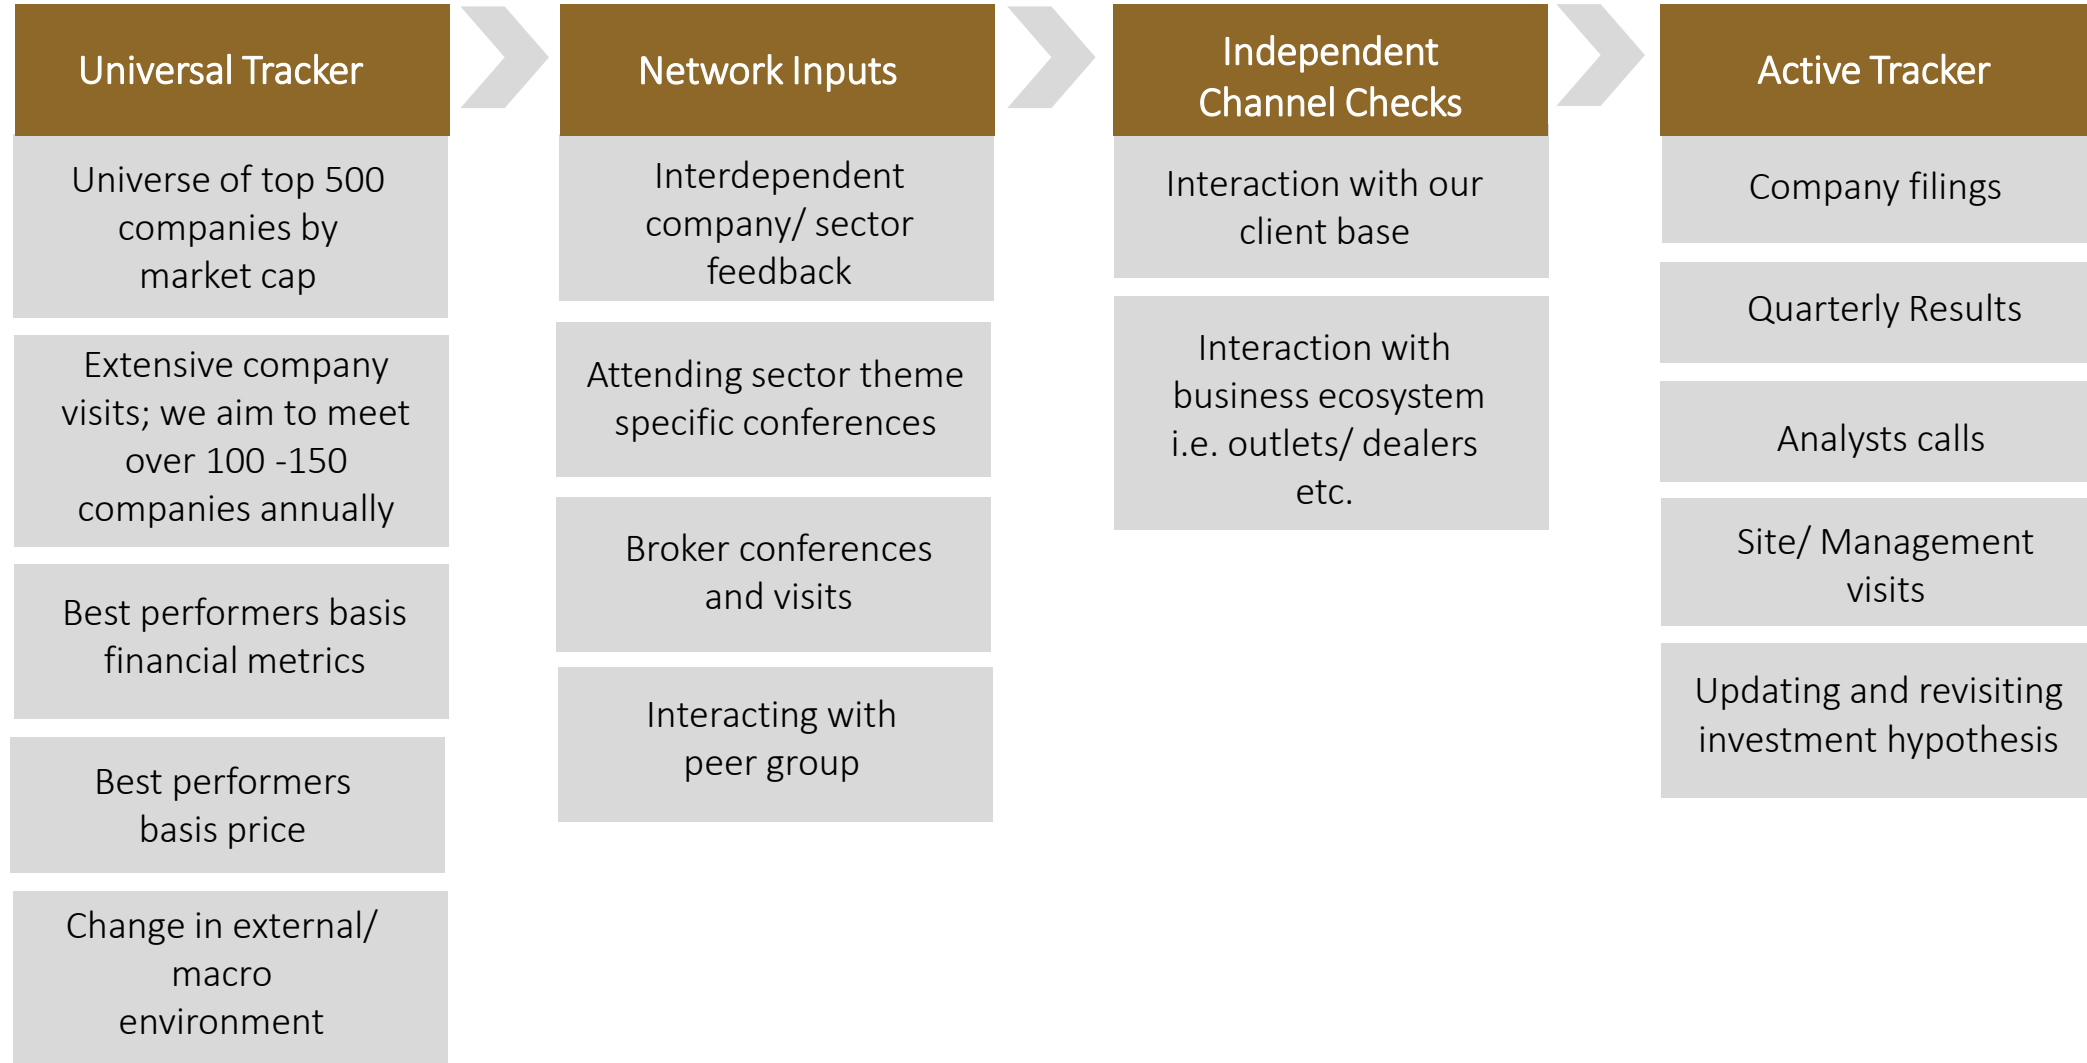 Universal Tracker
Universe of top 500
companies by
market cap
Extensive company
visits; we aim to meet
over 100 -150
companies annually
Best performers basis
financial metrics
Best performers
basis price
Change in external/
macro
environment
Network Inputs
Interdependent
company/ sector
feedback
Attending sector theme
specific conferences
Broker conferences
and visits
Interacting with
peer group
Independent
Channel Checks
Interaction with our
client base
Interaction with
business ecosystem
i.e. outlets/ dealers
etc.
Active Tracker
Company filings
Quarterly Results
Analysts calls
Site/ Management
visits
Updating and revisiting
investment hypothesis